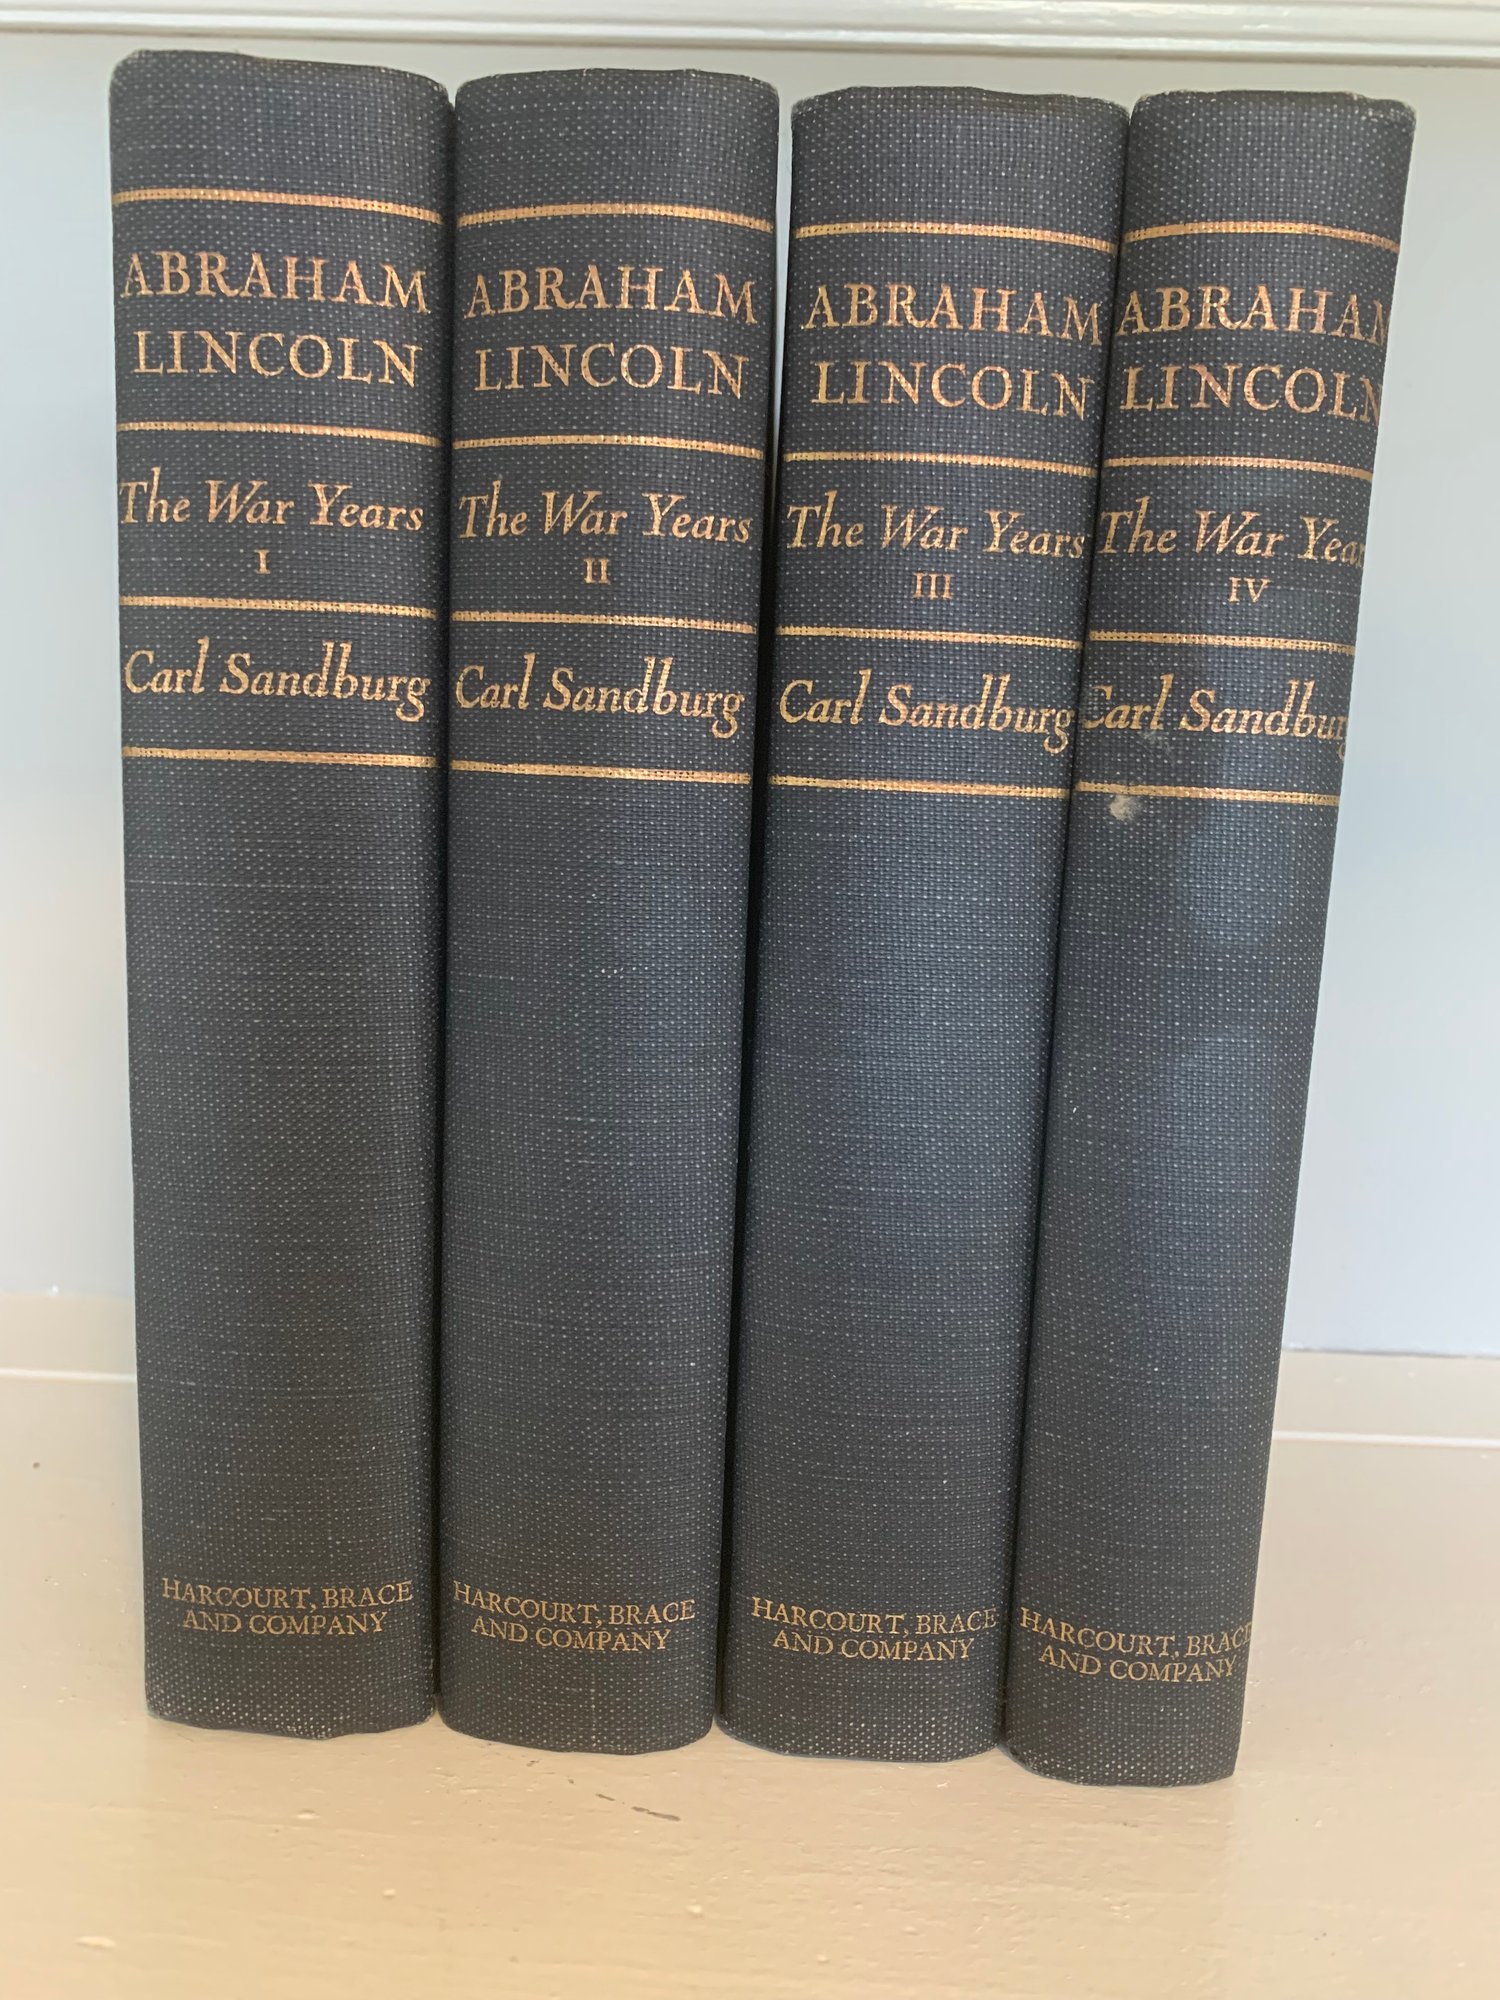 ABRAHAM
LINCOLN
The War Years
I
Carl Sandburg
HARCOURT, BRACE
AND COMPANY
ABRAHAM
LINCOLN
The War Years
II
Carl Sandburg
HARCOURT, BRACE
AND COMPANY
ABRAHAM
LINCOLN
The War Years
III
Carl Sandburg
HARCOURT, BRACE
AND COMPANY
ABRAHAM
LINCOLN
The War Years
IV
Carl Sandburg
HARCOURT, BRACE
AND COMPANY